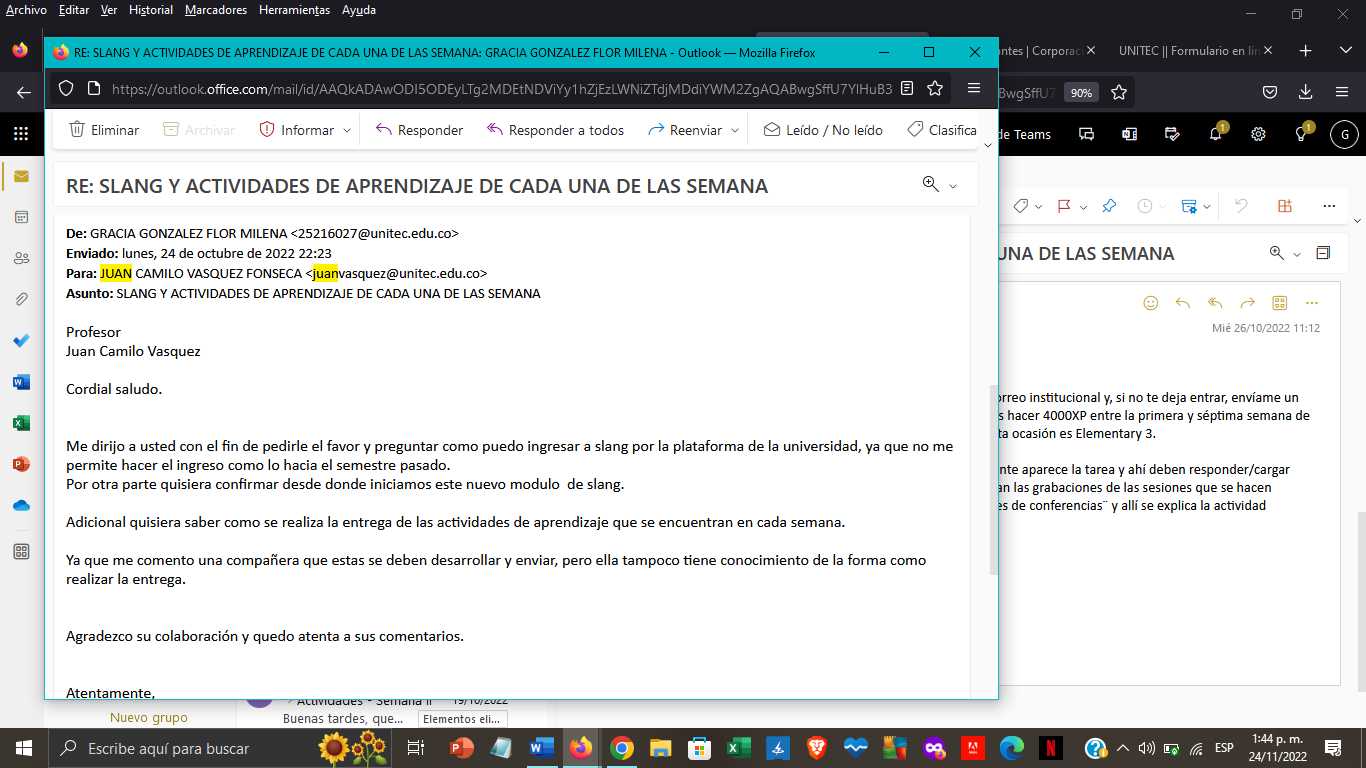 Archivo Editar Ver Historial Marcadores Herramientas Ayuda
RE: SLANG Y ACTIVIDADES DE APRENDIZAJE DE CADA UNA DE LAS SEMANA: GRACIA GONZALEZ FLOR MILENA - Outlook — Mozilla Firefox
antes | Corporac
UNITEC || Formulario en lin
https://outlook.office.com/mail/id/AAQkADAwODI5ODEyLTg2MDEtNDViYy1hZjEzLWNiZTdjMDdiYWM2ZgAQABwgSffU7YlHuB3
BwgSffU7 90%
de Teams 1 1 G
Eliminar Archivar Informar Responder Responder a todos Reenviar Leído / No leído Clasifica
RE: SLANG Y ACTIVIDADES DE APRENDIZAJE DE CADA UNA DE LAS SEMANA
De: GRACIA GONZALEZ FLOR MILENA <25216027@unitec.edu.co>
Enviado: lunes, 24 de octubre de 2022 22:23
Para: JUAN CAMILO VASQUEZ FONSECA <juanvasquez@unitec.edu.co>
Asunto: SLANG Y ACTIVIDADES DE APRENDIZAJE DE CADA UNA DE LAS SEMANA
Profesor
Juan Camilo Vasquez
Cordial saludo.
Me dirijo a usted con el fin de pedirle el favor y preguntar como puedo ingresar a slang por la plataforma de la universidad, ya que no me
permite hacer el ingreso como lo hacia el semestre pasado.
Por otra parte quisiera confirmar desde donde iniciamos este nuevo modulo de slang.
Adicional quisiera saber como se realiza la entrega de las actividades de aprendizaje que se encuentran en cada semana.
Ya que me comento una compañera que estas se deben desarrollar y enviar, pero ella tampoco tiene conocimiento de la forma como
realizar la entrega.
Agradezco su colaboración y quedo atenta a sus comentarios.
Atentamente,
UNA DE LAS SEMANA
Mié 26/10/2022 11:12
orreo institucional y, si no te deja entrar, envíame un
s hacer 4000XP entre la primera y séptima semana de
ta ocasión es Elementary 3.
nte aparece la tarea y ahí deben responder/cargar
an las grabaciones de las sesiones que se hacen
es de conferencias¨ y allí se explica la actividad
Actividades - Semana II 19/10/2022
Nuevo grupo
Buenas tardes, que... Elementos eli...
Escribe aquí para buscar
ESP
1:44 p. m.
24/11/2022